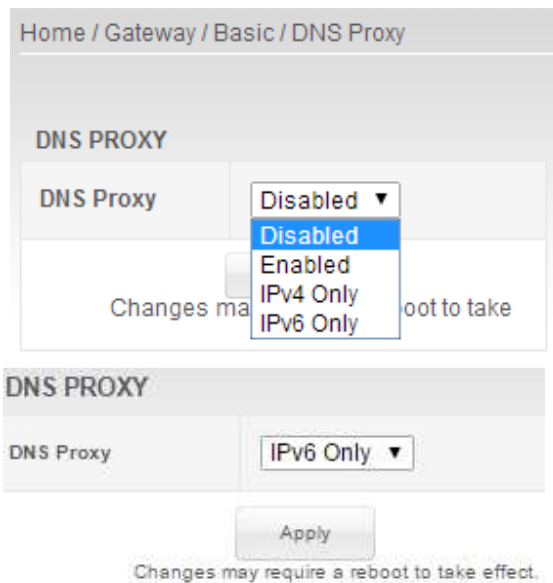 Home / Gateway / Basic / DNS Proxy
DNS PROXY
DNS Proxy
Disabled ▼
Disabled
Enabled
IPv4 Only
IPv6 Only
Changes ma oot to take
DNS PROXY
DNS Proxy
IPv6 Only ▼
Apply
Changes may require a reboot to take effect.